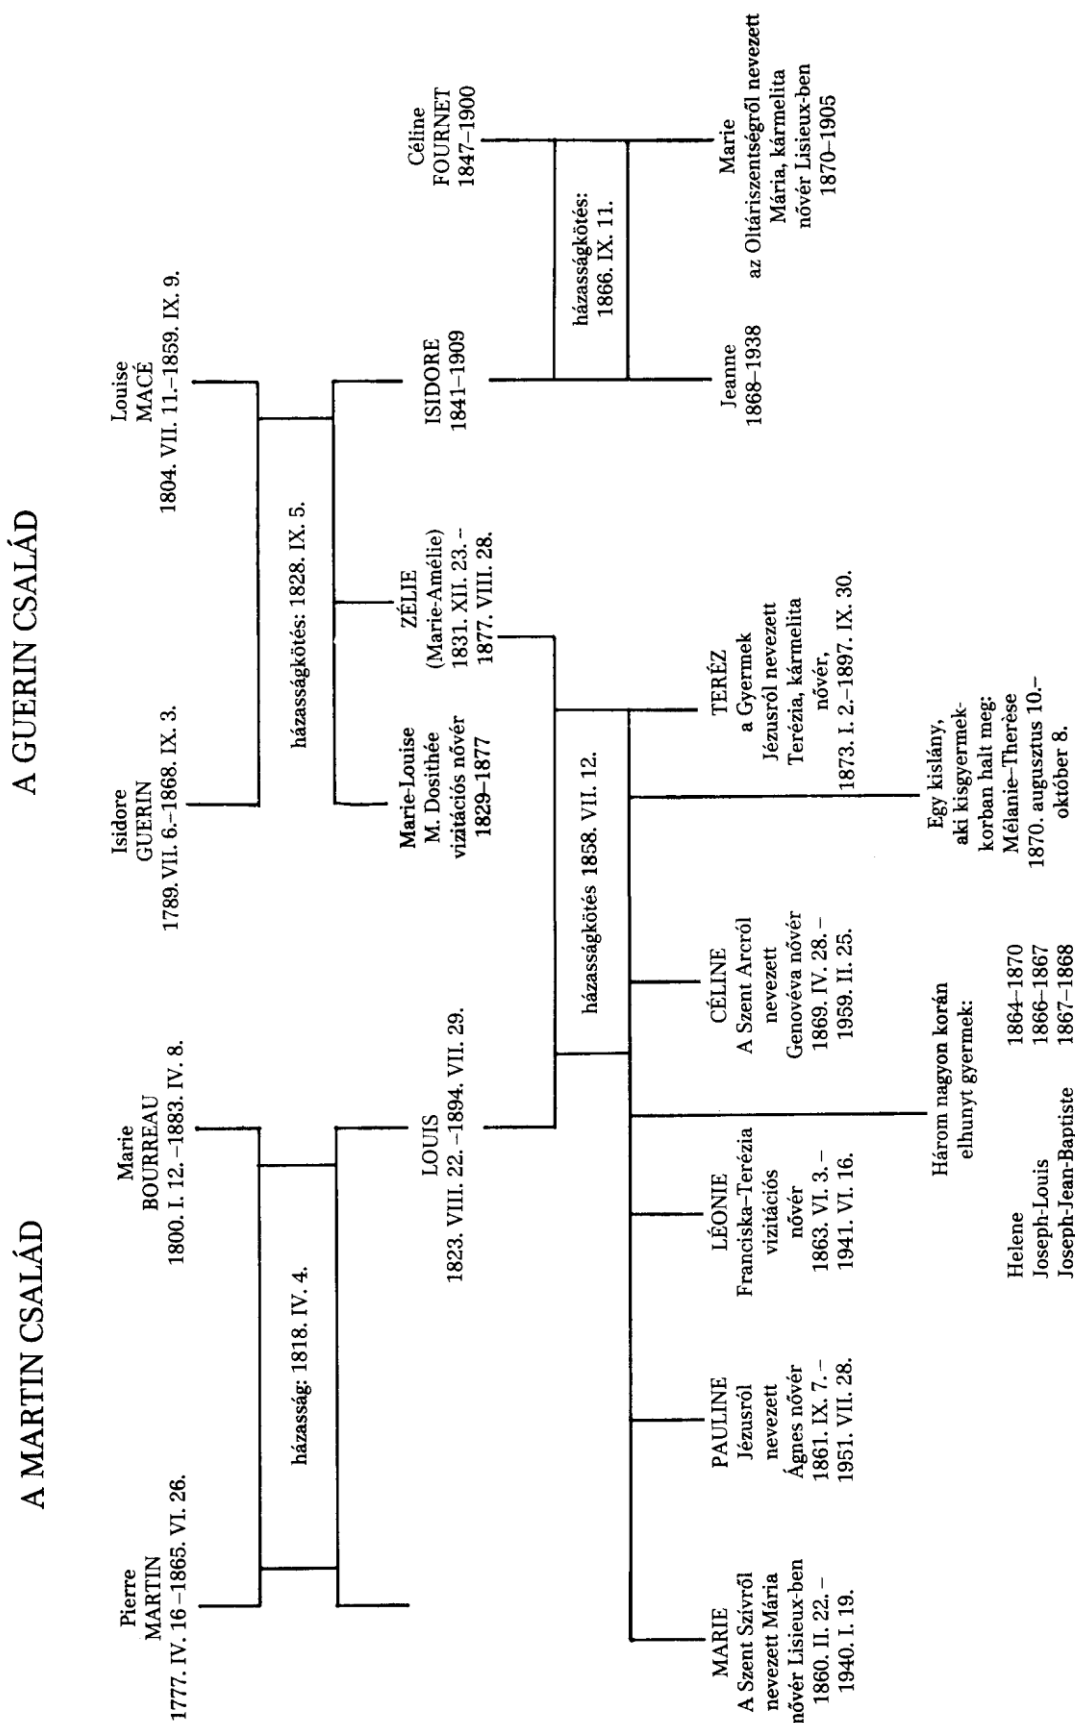 A MARTIN CSALÁD
A GUERIN CSALÁD
Pierre
MARTIN
1777. IV. 16 –1865. VI. 26.
Marie
BOURREAU
1800. I. 12. –1883. IV. 8.
Isidore
GUERIN
1789. VII. 6.–1868. IX. 3.
Louise
MACÉ
1804. VII. 11.–1859. IX. 9.
házasság: 1818. IV. 4.
házasságkötés: 1828. IX. 5.
LOUIS
1823. VIII. 22. –1894. VII. 29.
Marie-Louise
M. Dosithée
vizitációs nővér
1829–1877
ZÉLIE
(Marie-Amélie)
1831. XII. 23. –
1877. VIII. 28.
ISIDORE
1841–1909
Céline
FOURNET
1847–1900
házasságkötés 1858. VII. 12.
házasságkötés:
1866. IX. 11.
MARIE
A Szent Szívről
nevezett Mária
nővér Lisieux-ben
1860. II. 22. –
1940. I. 19.
PAULINE
Jézusról
nevezett
Ágnes nővér
1861. IX. 7. –
1951. VII. 28.
LÉONIE
Franciska–Terézia
vizitációs
nővér
1863. VI. 3.–
1941. VI. 16.
CÉLINE
A Szent Arcról
nevezett
Genovéva nővér
1869. IV. 28. –
1959. II. 25.
TERÉZ
a Gyermek
Jézusról nevezett
Terézia, kármelita
nővér,
1873. I. 2.–1897. IX. 30.
Jeanne
1868–1938
Marie
az Oltáriszentségről nevezett
Mária, kármelita
nővér Lisieux-ben
1870–1905
Három nagyon korán
elhunyt gyermek:
Helene 1864–1870
Joseph-Louis 1866–1867
Joseph-Jean-Baptiste 1867–1868
Egy kislány,
aki kisgyermek-
korban halt meg:
Mélanie–Therèse
1870. augusztus 10.–
október 8.